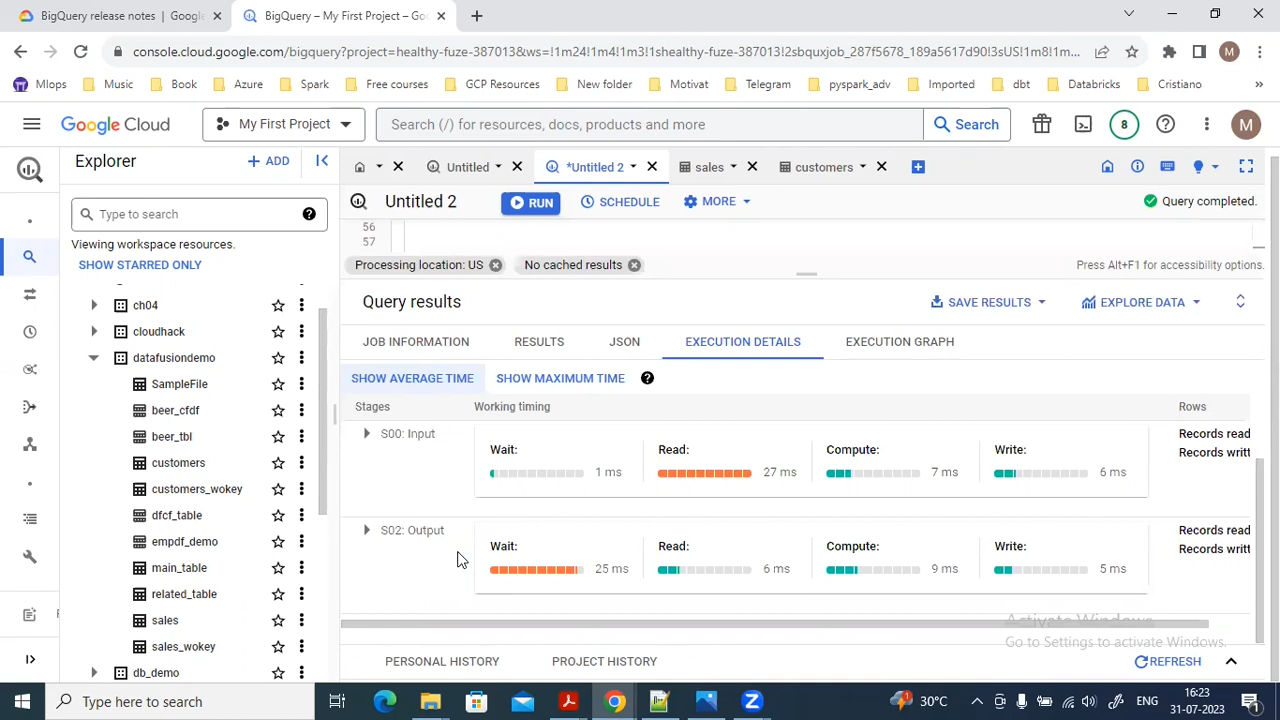 BigQuery release notes | Google
BigQuery – My First Project – Goo
console.cloud.google.com/bigquery?project=healthy-fuze-387013&ws=!1m24!1m4!1m3!1shealthy-fuze-387013!2sbquxjob_287f5678_189a5617d90!3sUS!1m8!1m...
M
Mlops
Music
Book
Azure
Spark
Free courses
GCP Resources
New folder
Motivat
Telegram
pyspark_adv
Imported
dbt
Databricks
Cristiano
»
Google Cloud
My First Project
Search (/) for resources, docs, products and more
Search
8
M
Explorer
+ ADD
Untitled
*Untitled 2
sales
customers
Type to search
Untitled 2
RUN
SCHEDULE
MORE
Query completed.
Viewing workspace resources.
SHOW STARRED ONLY
56
57
Processing location: US
No cached results
Press Alt+F1 for accessibility options.
ch04
cloudhack
datafusiondemo
SampleFile
beer_cfdf
beer_tbl
customers
customers_wokey
dfcf_table
empdf_demo
main_table
related_table
sales
sales_wokey
db_demo
Query results
SAVE RESULTS
EXPLORE DATA
JOB INFORMATION
RESULTS
JSON
EXECUTION DETAILS
EXECUTION GRAPH
SHOW AVERAGE TIME
SHOW MAXIMUM TIME
Stages
Working timing
Rows
S00: Input
Wait:
1 ms
Read:
27 ms
Compute:
7 ms
Write:
6 ms
Records read
Records writt
S02: Output
Wait:
25 ms
Read:
6 ms
Compute:
9 ms
Write:
5 ms
Records read
Records writt
Activate Windows
Go to Settings to activate Windows.
PERSONAL HISTORY
PROJECT HISTORY
REFRESH
Type here to search
30°C
ENG
16:23
31-07-2023
1